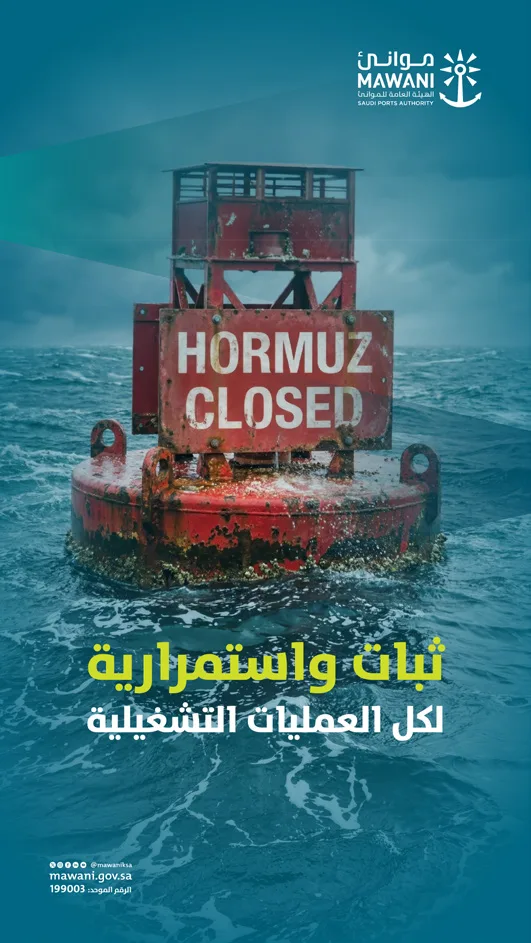 موانئ
MAWANI
الهيئة العامة للموانئ
SAUDI PORTS AUTHORITY
HORMUZ
CLOSED
ثبات واستمرارية
لكل العمليات التشغيلية
@mawaniksa
mawani.gov.sa
الرقم الموحد: 199003